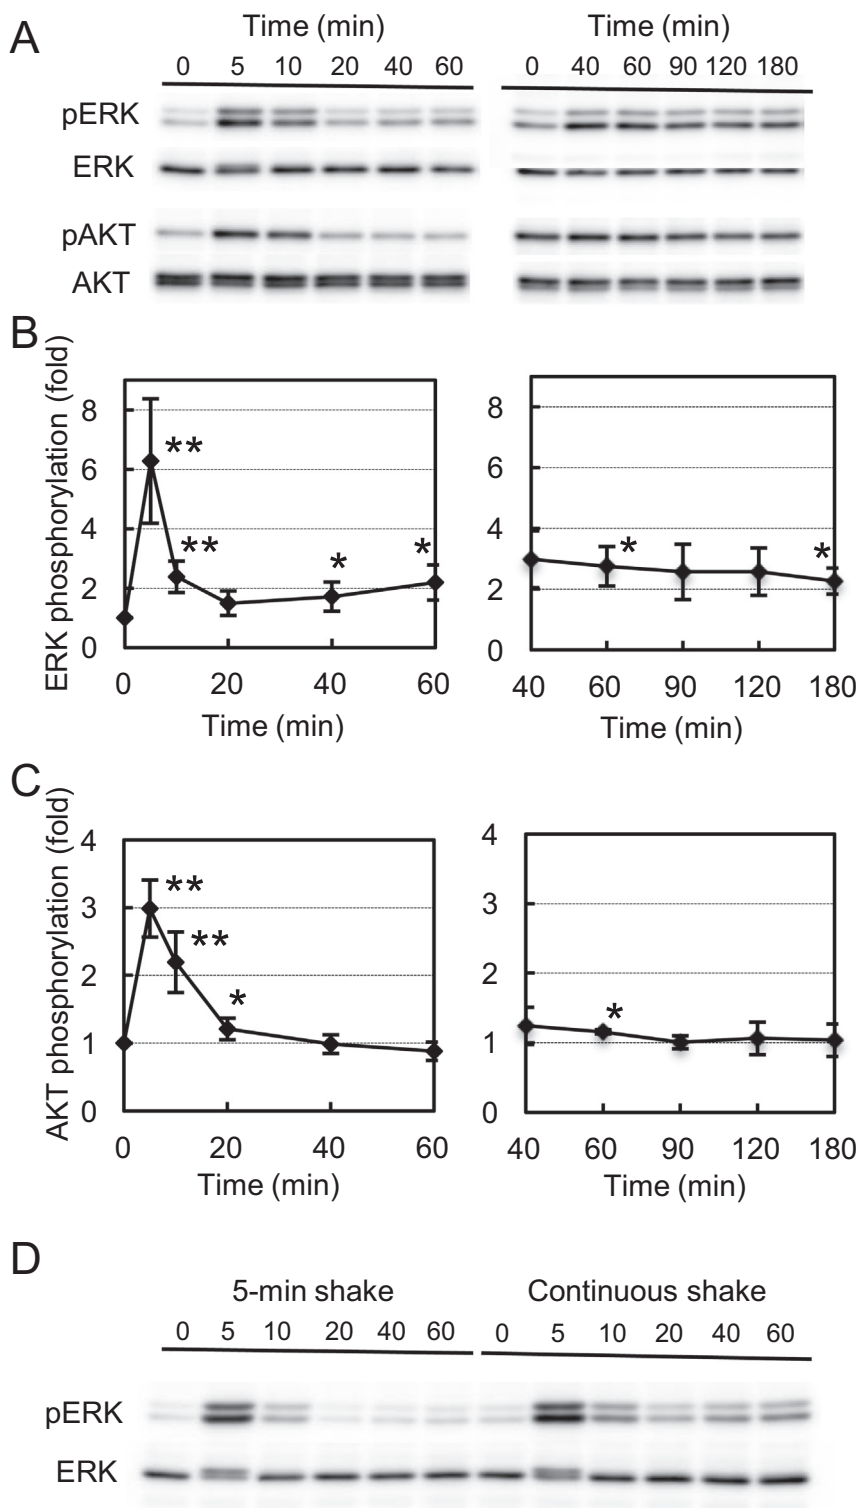 A
Time (min) Time (min)
0 5 10 20 40 60 0 40 60 90 120 180
pERK
ERK
pAKT
AKT
B
ERK phosphorylation (fold)
8
6
4
2
0
** ** * *
0 20 40 60
Time (min)
8
6
4
2
0
* *
40 60 90 120 180
Time (min)
C
AKT phosphorylation (fold)
4
3
2
1
0
** ** *
0 20 40 60
Time (min)
4
3
2
1
0
*
40 60 90 120 180
Time (min)
D
5-min shake Continuous shake
0 5 10 20 40 60 0 5 10 20 40 60
pERK
ERK